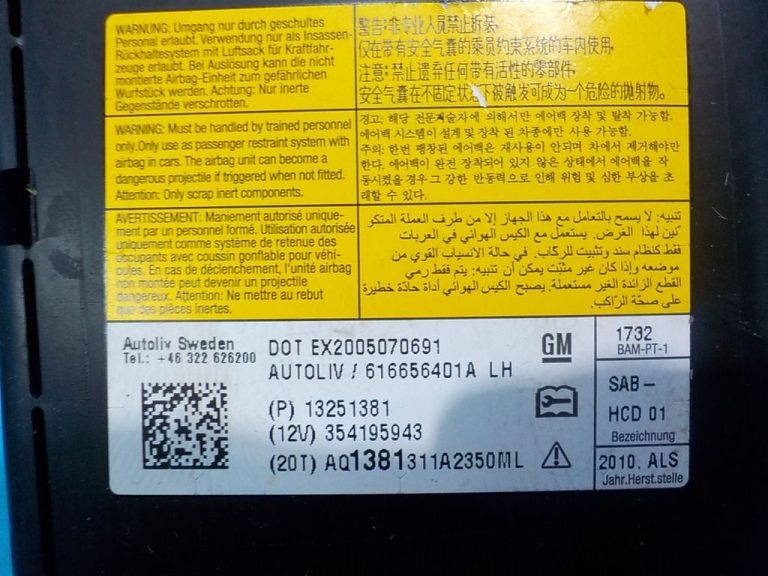 WARNUNG: Umgang nur durch geschultes
Personal erlaubt. Verwendung nur als Insassen-
Rückhaltesystem mit Luftsack für Kraftfahr-
zeuge erlaubt. Bei Auslösung kann die nicht
montierte Airbag-Einheit zum gefährlichen
Wurfstück werden. Achtung: Nur inerte
Gegenstände verschrotten.
警告:非专业人员禁止拆装.
仅在带有安全气囊的乘员约束系统的车内使用.
注意: 禁止遗弃任何带有活性的零部件.
安全气囊在不固定状态下被触发可成为一个危险的抛射物。
WARNING: Must be handled by trained personnel
only.Only use as passenger restraint system with
airbag in cars. The airbag unit can become a
dangerous projectile if triggered when not fitted.
Attention: Only scrap inert components.
경고: 해당 전문기술자에 의해서만 에어백 장착 및 탈착 가능함.
에어백 시스템이 설계 및 장착 된 차종에만 사용 가능함.
주의: 한번 팽창된 에어백은 재사용이 안되며 차에서 제거해야만
한다. 에어백이 완전 장착되어 있지 않은 상태에서 에어백을 작
동시켰을 경우 그 강한 반동력으로 인해 위험 및 심한 부상을 초
래할 수 있다.
AVERTISSEMENT: Maniement autorisé unique-
ment par un personnel formé. Utilisation autorisée
uniquement comme système de retenue des
occupants avec coussin gonflable pour véhi-
cules. En cas de déclenchement, l'unité airbag
non montée peut devenir un projectile
dangereux. Attention: Ne mettre au rebut
que des pièces inertes.
تنبيه: لا يسمح بالتعامل مع هذا الجهاز إلا من طرف العملة المتكو
تين لهذا الغرض. يستعمل مع الكيس الهوائي في العربات
فقط كنظام سند وتثبيت للركّاب. في حالة الانسياب القوي من
موضعه وإذا كان غير مثبّت يمكن أن تنبيه: يتم فقط رمي
القطع الزائدة الغير مستعملة. يصبح الكيس الهوائي أداة حادّة خطيرة
على صحّة الرّاكب.
Autoliv Sweden
Tel.: +46 322 626200
DOT EX2005070691
AUTOLIV / 616656401A LH
(P) 13251381
(12V) 354195943
(20T) AQ1381311A2350ML
GM
1732
BAM-PT-1
SAB-
HCD 01
Bezeichnung
2010, ALS
Jahr.Herst.stelle